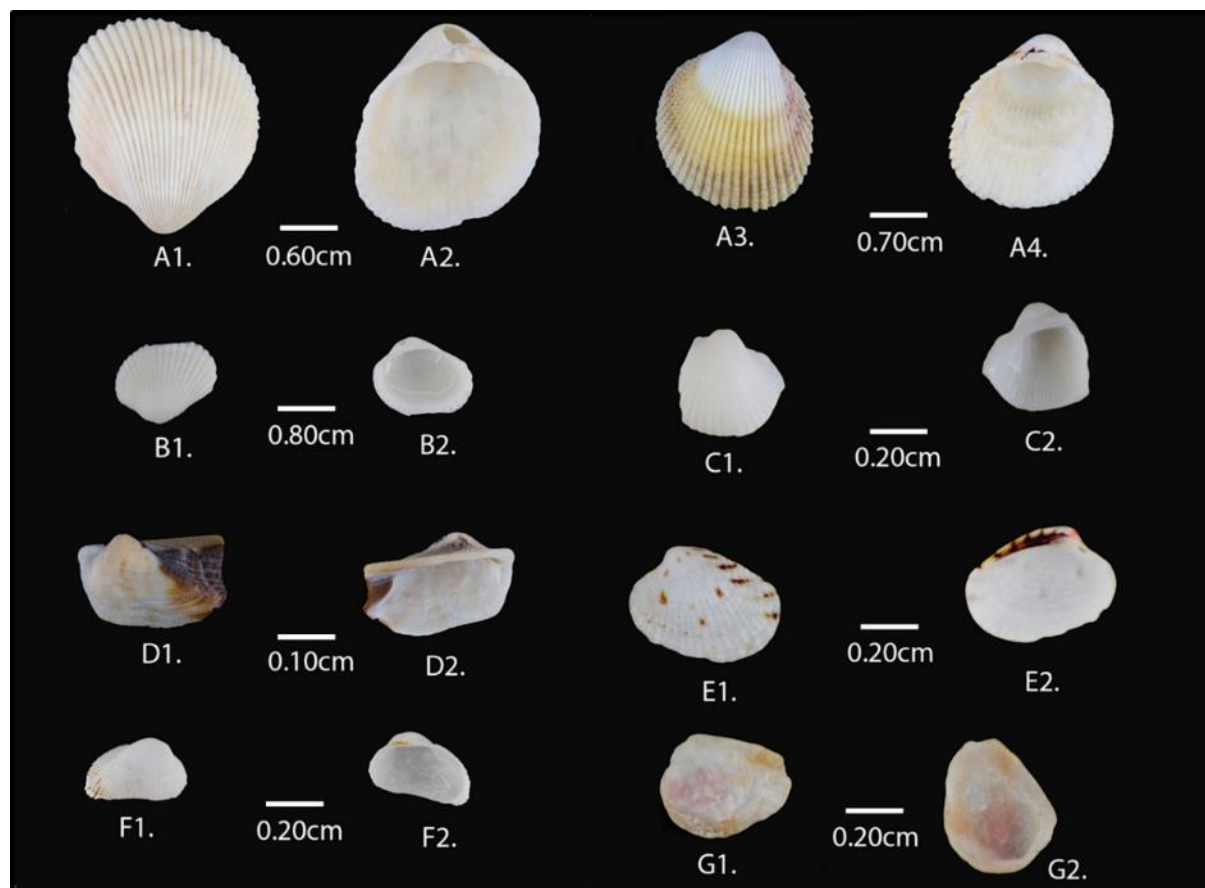 A1.
0.60cm
A2.
A3.
0.70cm
A4.
B1.
0.80cm
B2.
C1.
0.20cm
C2.
D1.
0.10cm
D2.
E1.
0.20cm
E2.
F1.
0.20cm
F2.
G1.
0.20cm
G2.